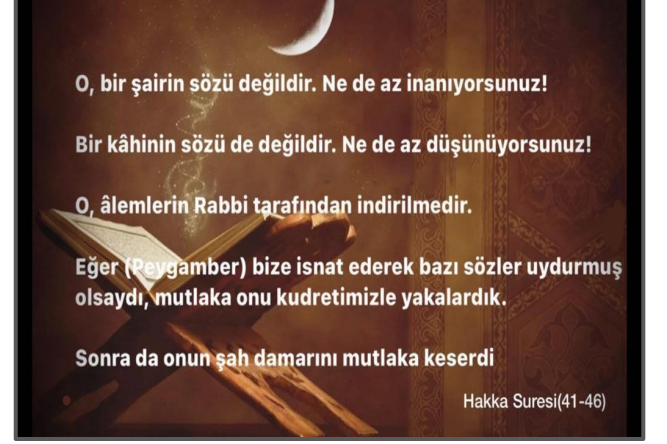 O, bir şairin sözü değildir. Ne de az inanıyorsunuz!
Bir kâhinin sözü de değildir. Ne de az düşünüyorsunuz!
O, âlemlerin Rabbi tarafından indirilmedir.
Eğer (Peygamber) bize isnat ederek bazı sözler uydurmuş
olsaydı, mutlaka onu kudretimizle yakalardık.
Sonra da onun şah damarını mutlaka keserdi
Hakka Suresi(41-46)